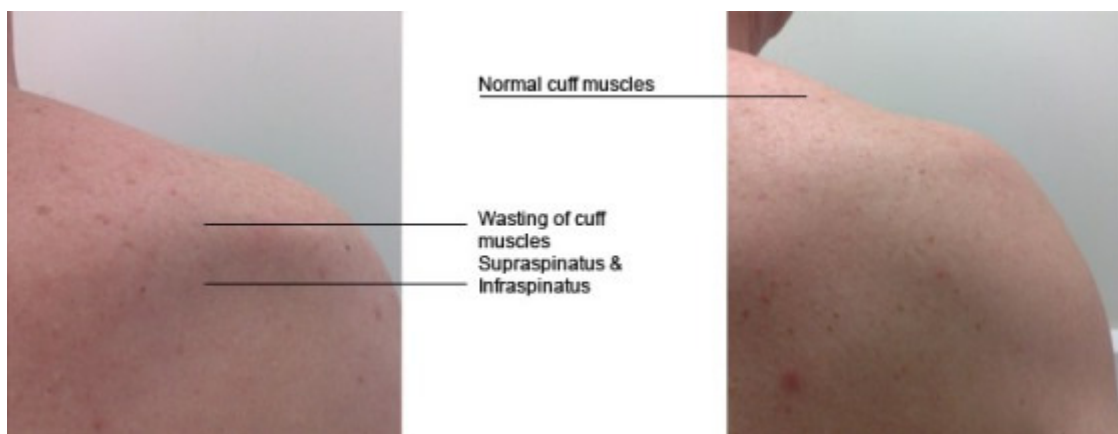 Normal cuff muscles
Wasting of cuff
muscles
Supraspinatus &
Infraspinatus